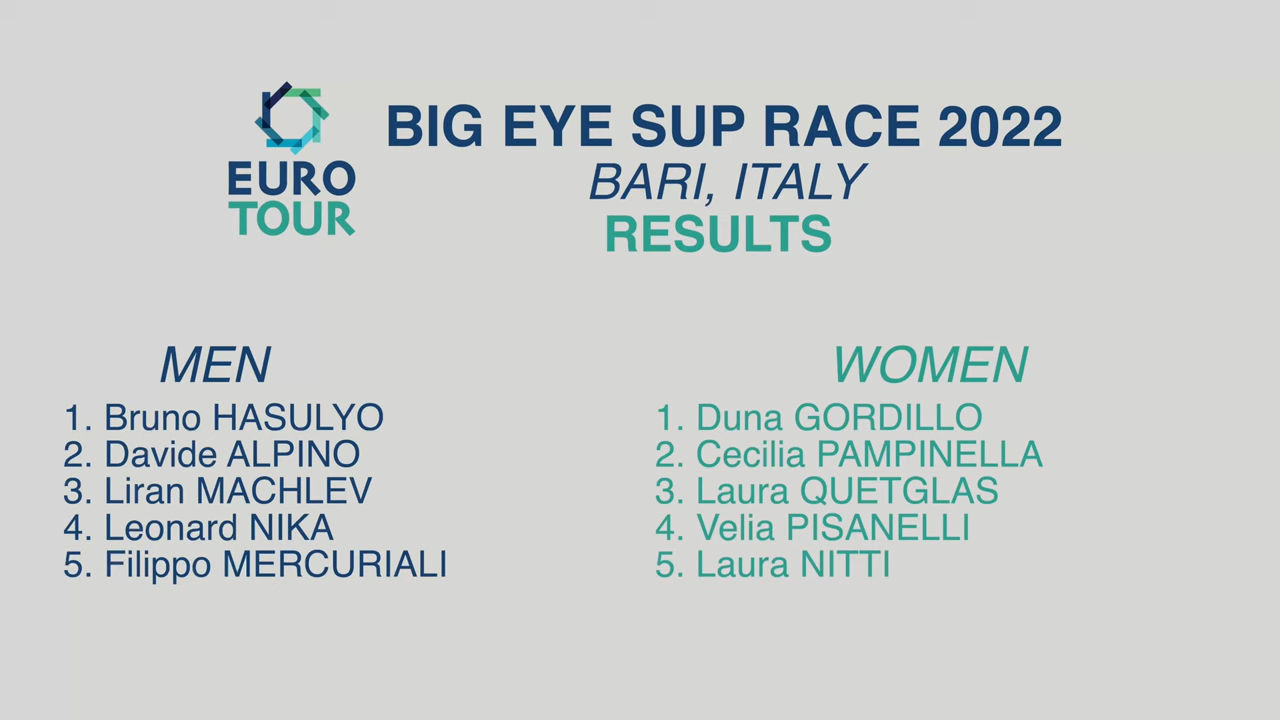 EURO
TOUR
BIG EYE SUP RACE 2022
BARI, ITALY
RESULTS
MEN
1. Bruno HASULYO
2. Davide ALPINO
3. Liran MACHLEV
4. Leonard NIKA
5. Filippo MERCURIALI
WOMEN
1. Duna GORDILLO
2. Cecilia PAMPINELLA
3. Laura QUETGLAS
4. Velia PISANELLI
5. Laura NITTI